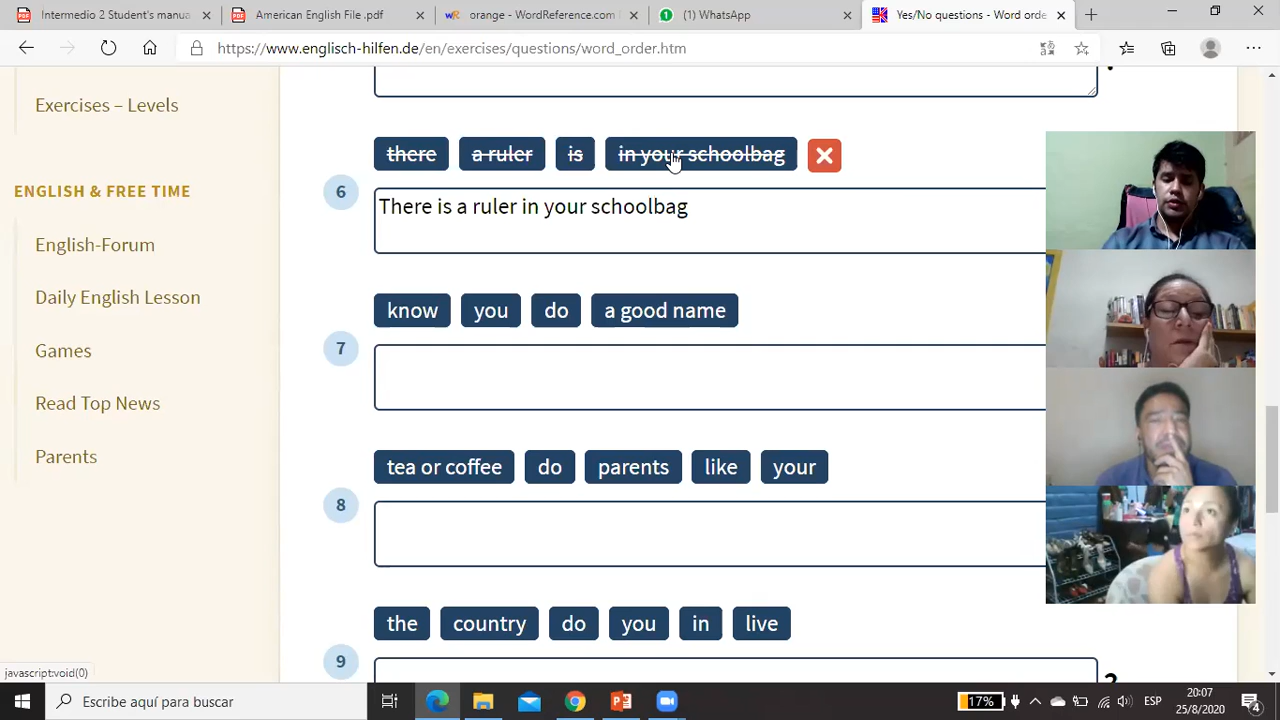 Intermedio 2 Student's manua
American English File.pdf
orange - WordReference.com
WhatsApp
Yes/No questions - Word orde
https://www.englisch-hilfen.de/en/exercises/questions/word_order.htm
Exercises – Levels
ENGLISH & FREE TIME
English-Forum
Daily English Lesson
Games
Read Top News
Parents
there a ruler is in your schoolbag
6
There is a ruler in your schoolbag
know you do a good name
7
tea or coffee do parents like your
8
the country do you in live
9
?
javascript:void(0)
Escribe aquí para buscar
17%
ESP
20:07
25/8/2020
4